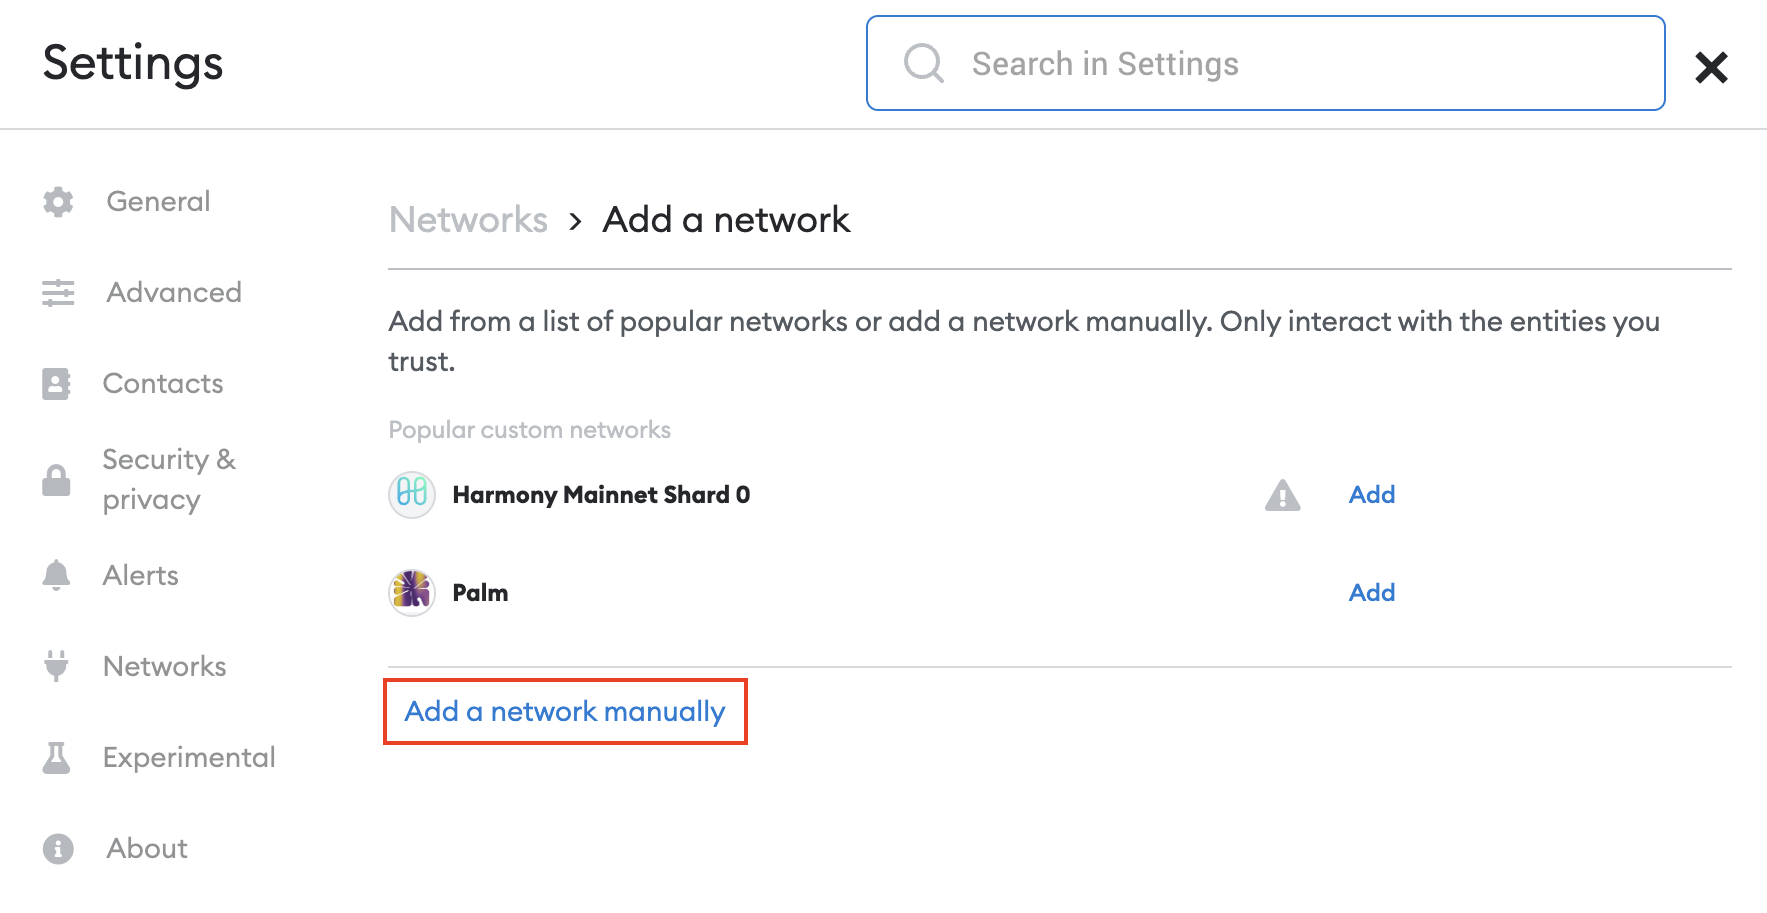 Settings
Search in Settings
General
Advanced
Contacts
Security &
privacy
Alerts
Networks
Experimental
About
Networks › Add a network
Add from a list of popular networks or add a network manually. Only interact with the entities you
trust.
Popular custom networks
Harmony Mainnet Shard 0 Add
Palm Add
Add a network manually